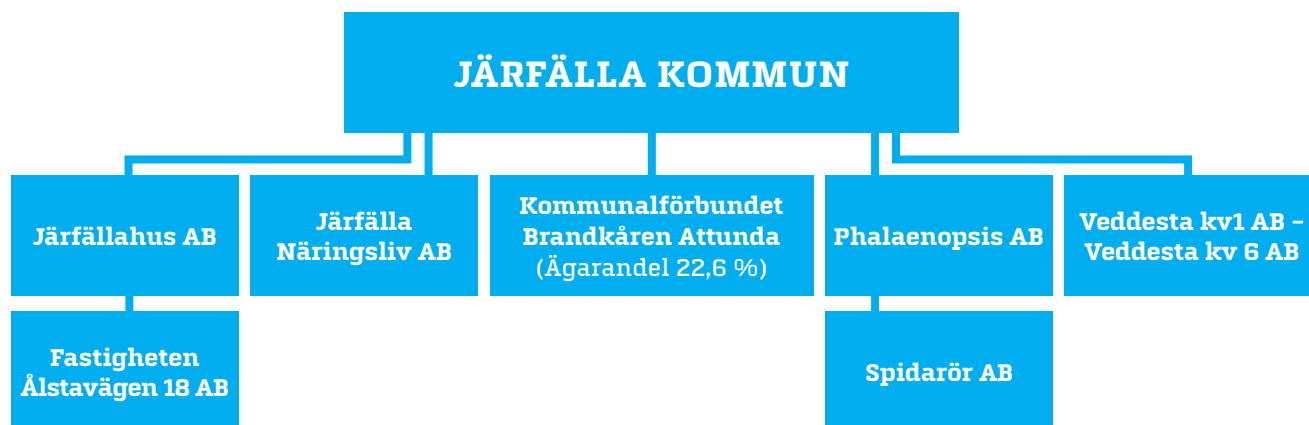 JÄRFÄLLA KOMMUN
Järfällahus AB
Järfälla
Näringsliv AB
Kommunalförbundet
Brandkåren Attunda
(Ägarandel 22,6 %)
Phalaenopsis AB
Veddesta kv1 AB –
Veddesta kv 6 AB
Fastigheten
Ålstavägen 18 AB
Spidarör AB